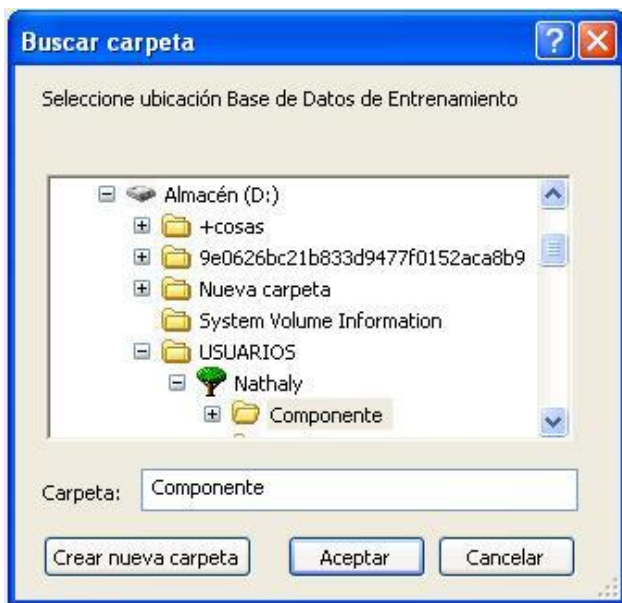 Buscar carpeta
Seleccione ubicación Base de Datos de Entrenamiento
Almacén (D:)
+cosas
9e0626bc21b833d9477f0152aca8b9
Nueva carpeta
System Volume Information
USUARIOS
Nathaly
Componente
Carpeta: Componente
Crear nueva carpeta Aceptar Cancelar